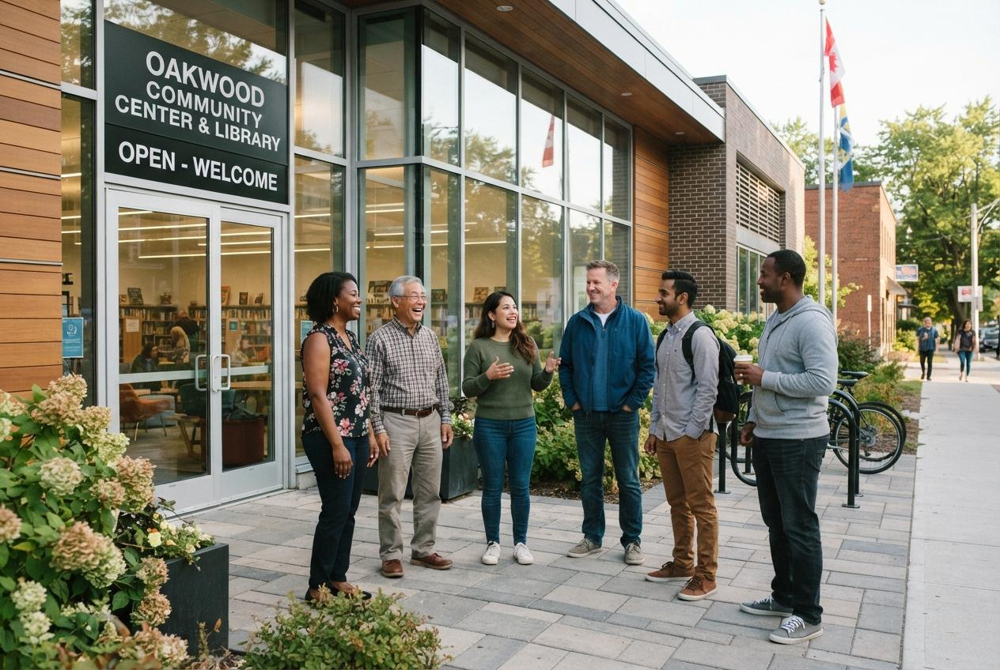 OAKWOOD
COMMUNITY
CENTER & LIBRARY
OPEN - WELCOME